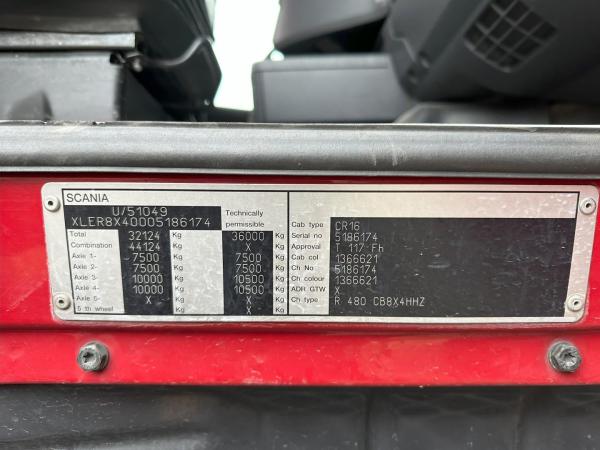 SCANIA
U/51049
XLER8X40005186174
Technically permissible
Total 32124 Kg 36000 Kg
Combination 44124 Kg X Kg
Axle 1- 7500 Kg 7500 Kg
Axle 2- 7500 Kg 7500 Kg
Axle 3- 10000 Kg 10500 Kg
Axle 4- 10000 Kg 10500 Kg
Axle 5- X Kg X Kg
5 th wheel X Kg X Kg
Cab type CR16
Serial no 5186174
Approval T 117 Fh
Cab col 1366621
Ch No 5186174
Ch colour 1366621
ADR GTW X
Ch type R 480 CB8X4HHZ